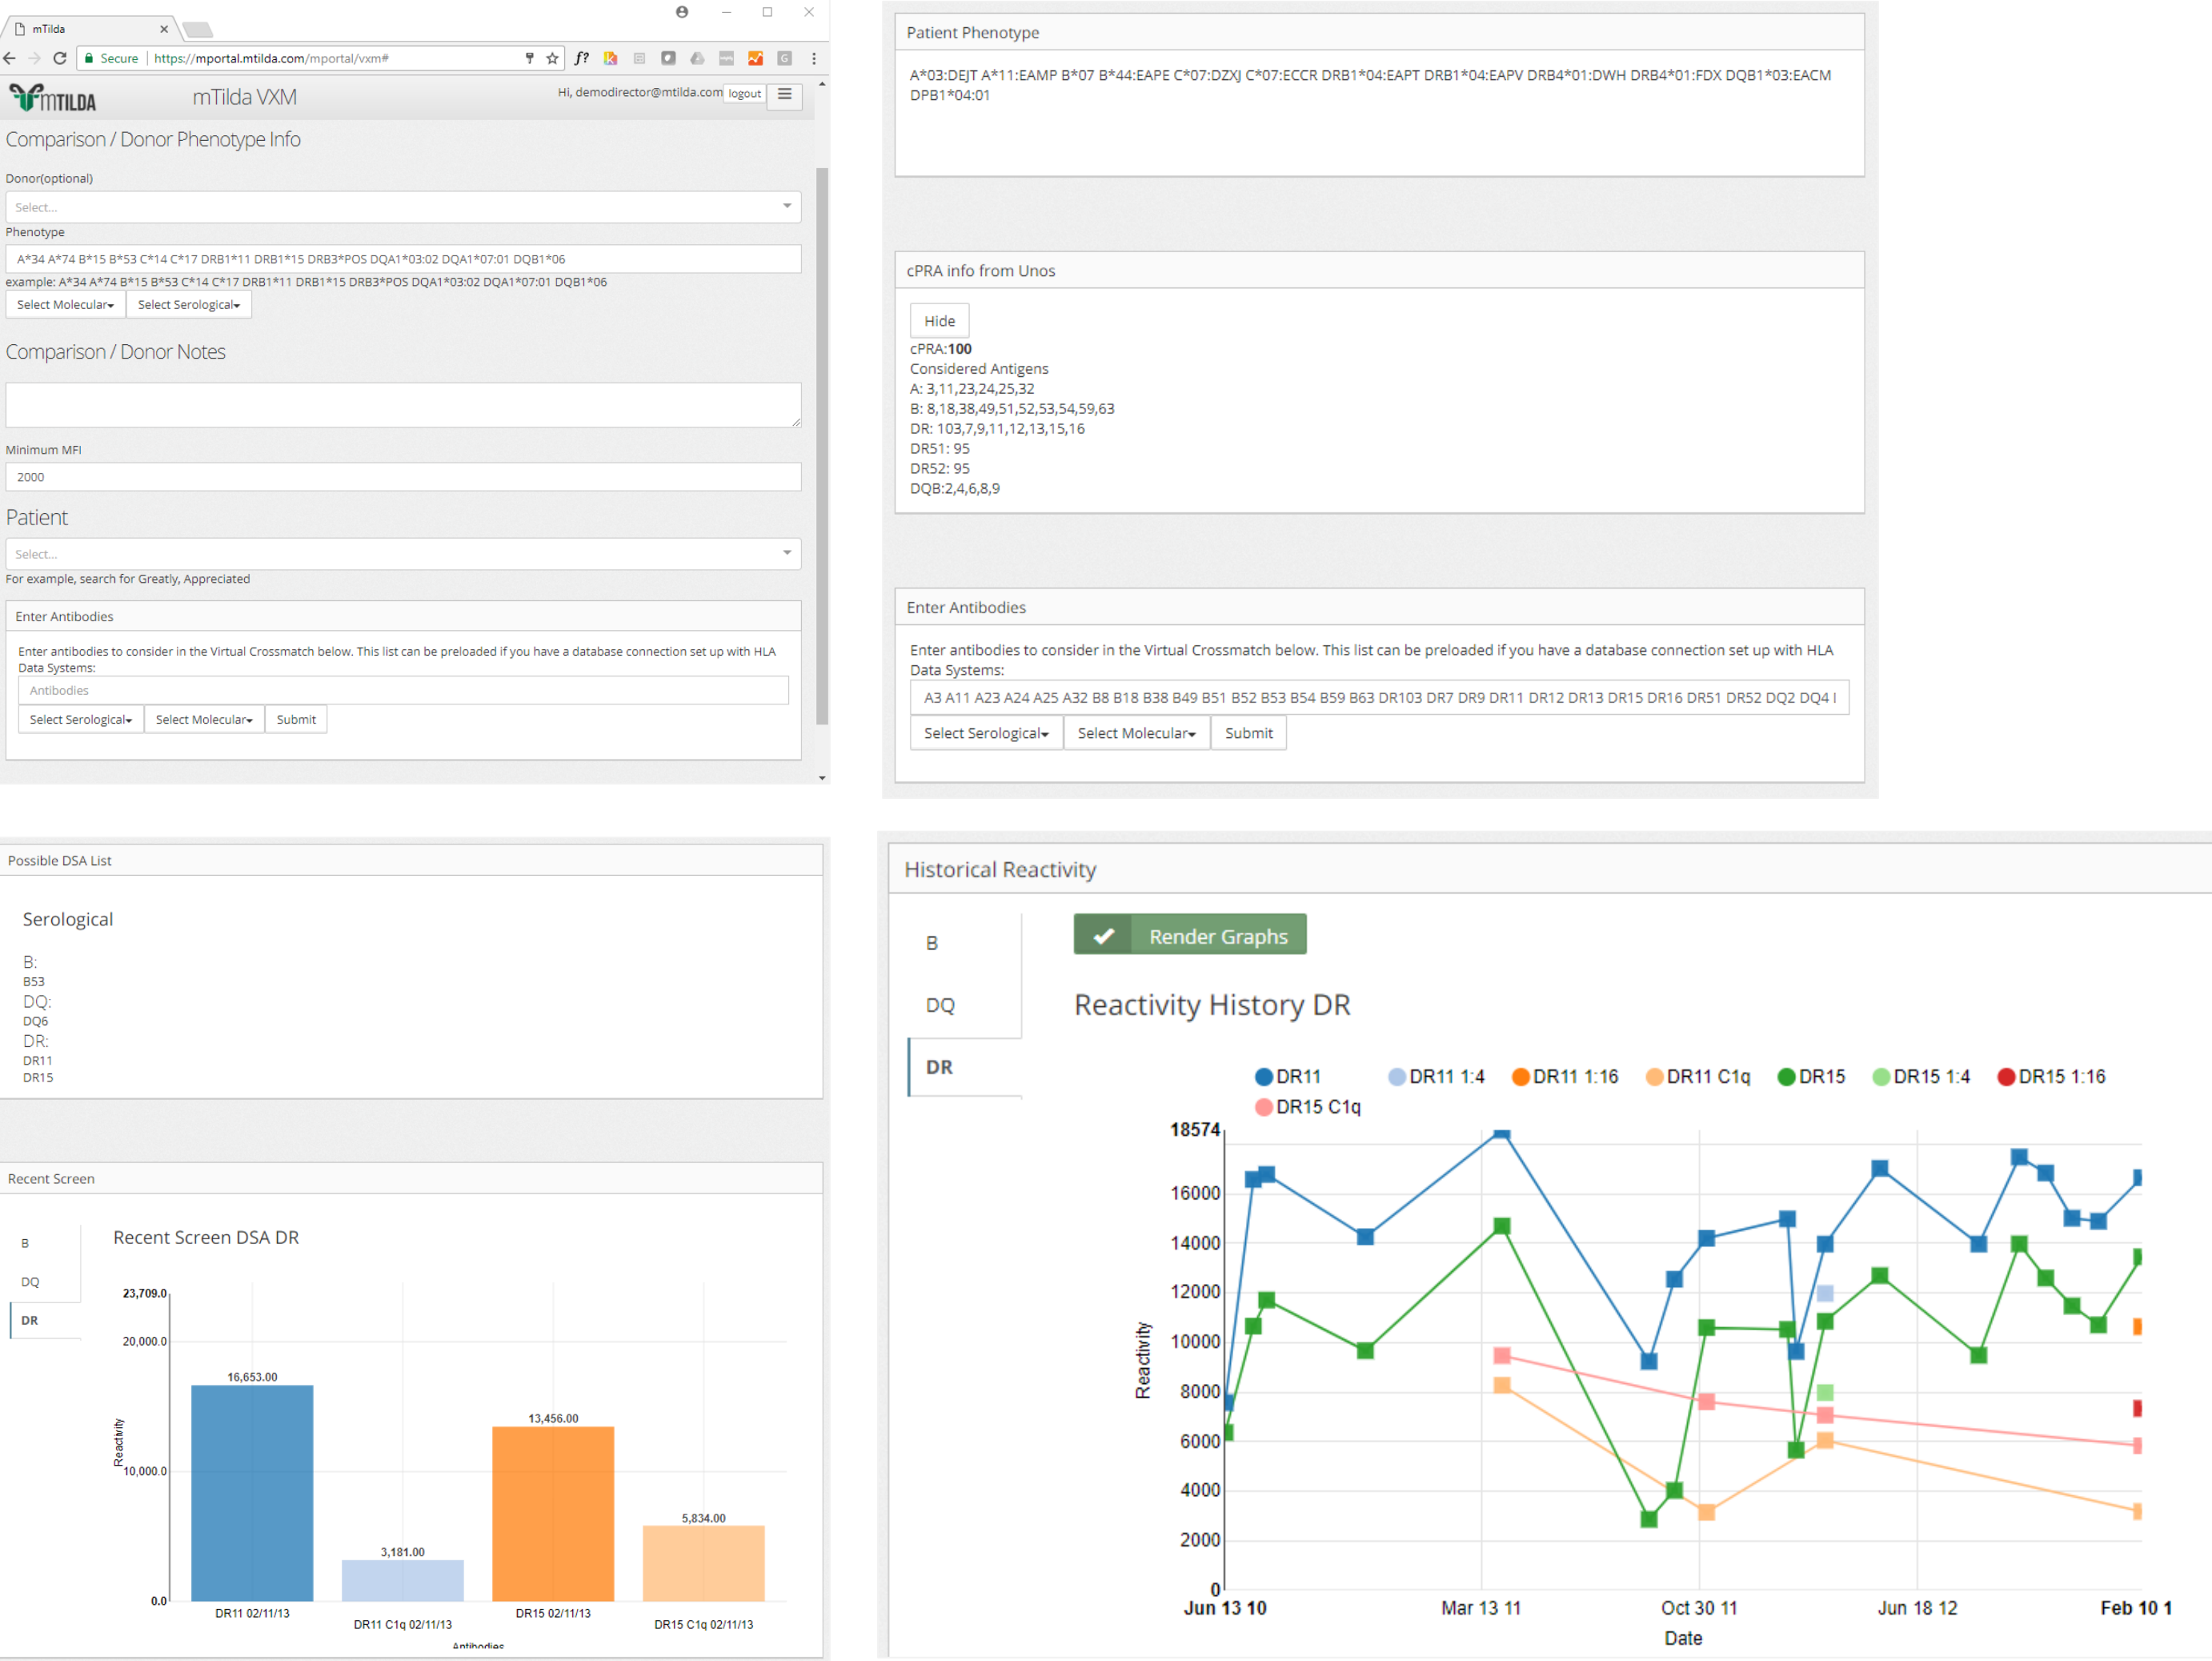 mTilda
Secure | https://mportal.mtilda.com/mportal/vxm#
mTILDA
mTilda VXM
Hi, demodirector@mtilda.com logout
Comparison / Donor Phenotype Info
Donor(optional)
Select...
Phenotype
A*34 A*74 B*15 B*53 C*14 C*17 DRB1*11 DRB1*15 DRB3*POS DQA1*03:02 DQA1*07:01 DQB1*06
example: A*34 A*74 B*15 B*53 C*14 C*17 DRB1*11 DRB1*15 DRB3*POS DQA1*03:02 DQA1*07:01 DQB1*06
Select Molecular Select Serological
Comparison / Donor Notes
Minimum MFI
2000
Patient
Select...
For example, search for Greatly, Appreciated
Enter Antibodies
Enter antibodies to consider in the Virtual Crossmatch below. This list can be preloaded if you have a database connection set up with HLA
Data Systems:
Antibodies
Select Serological Select Molecular Submit
Patient Phenotype
A*03:DEJT A*11:EAMP B*07 B*44:EAPE C*07:DZXJ C*07:ECCR DRB1*04:EAPT DRB1*04:EAPV DRB4*01:DWH DRB4*01:FDX DQB1*03:EACM
DPB1*04:01
cPRA info from Unos
Hide
cPRA:100
Considered Antigens
A: 3,11,23,24,25,32
B: 8,18,38,49,51,52,53,54,59,63
DR: 103,7,9,11,12,13,15,16
DR51: 95
DR52: 95
DQB:2,4,6,8,9
Enter Antibodies
Enter antibodies to consider in the Virtual Crossmatch below. This list can be preloaded if you have a database connection set up with HLA
Data Systems:
A3 A11 A23 A24 A25 A32 B8 B18 B38 B49 B51 B52 B53 B54 B59 B63 DR103 DR7 DR9 DR11 DR12 DR13 DR15 DR16 DR51 DR52 DQ2 DQ4
Select Serological Select Molecular Submit
Possible DSA List
Serological
B:
B53
DQ:
DQ6
DR:
DR11
DR15
Recent Screen
B
DQ
DR
Recent Screen DSA DR
23,709.0
20,000.0
10,000.0
0.0
Reactivity
16,653.00
3,181.00
13,456.00
5,834.00
DR11 02/11/13
DR11 C1q 02/11/13
DR15 02/11/13
DR15 C1q 02/11/13
Antibodies
Historical Reactivity
B
DQ
DR
Render Graphs
Reactivity History DR
DR11 DR11 1:4 DR11 1:16 DR11 C1q DR15 DR15 1:4 DR15 1:16
DR15 C1q
18574
16000
14000
12000
10000
8000
6000
4000
2000
0
Reactivity
Jun 13 10 Mar 13 11 Oct 30 11 Jun 18 12 Feb 10 1
Date